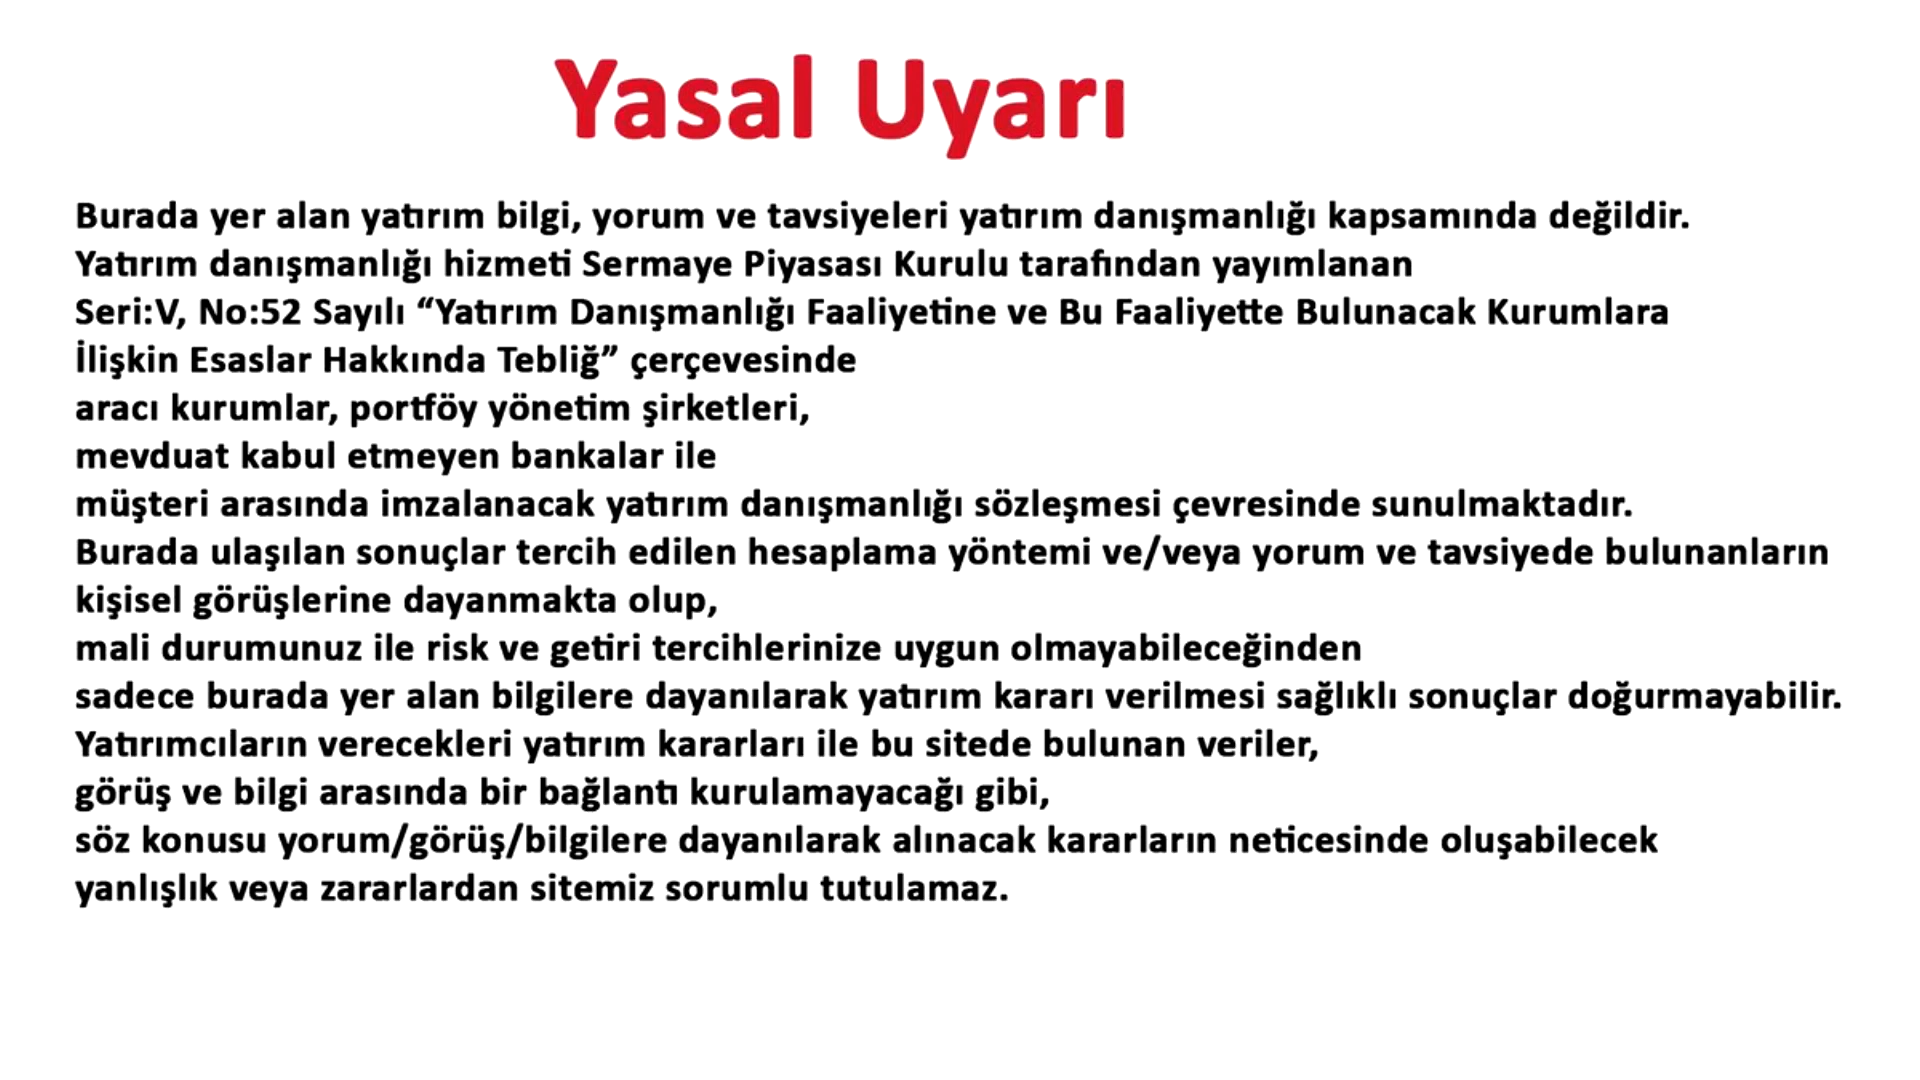 Yasal Uyarı
Burada yer alan yatırım bilgi, yorum ve tavsiyeleri yatırım danışmanlığı kapsamında değildir.
Yatırım danışmanlığı hizmeti Sermaye Piyasası Kurulu tarafından yayımlanan
Seri:V, No:52 Sayılı “Yatırım Danışmanlığı Faaliyetine ve Bu Faaliyette Bulunacak Kurumlara
İlişkin Esaslar Hakkında Tebliğ” çerçevesinde
aracı kurumlar, portföy yönetim şirketleri,
mevduat kabul etmeyen bankalar ile
müşteri arasında imzalanacak yatırım danışmanlığı sözleşmesi çevresinde sunulmaktadır.
Burada ulaşılan sonuçlar tercih edilen hesaplama yöntemi ve/veya yorum ve tavsiyede bulunanların
kişisel görüşlerine dayanmakta olup,
mali durumunuz ile risk ve getiri tercihlerinize uygun olmayabileceğinden
sadece burada yer alan bilgilere dayanılarak yatırım kararı verilmesi sağlıklı sonuçlar doğurmayabilir.
Yatırımcıların verecekleri yatırım kararları ile bu sitede bulunan veriler,
görüş ve bilgi arasında bir bağlantı kurulamayacağı gibi,
söz konusu yorum/görüş/bilgilere dayanılarak alınacak kararların neticesinde oluşabilecek
yanlışlık veya zararlardan sitemiz sorumlu tutulamaz.